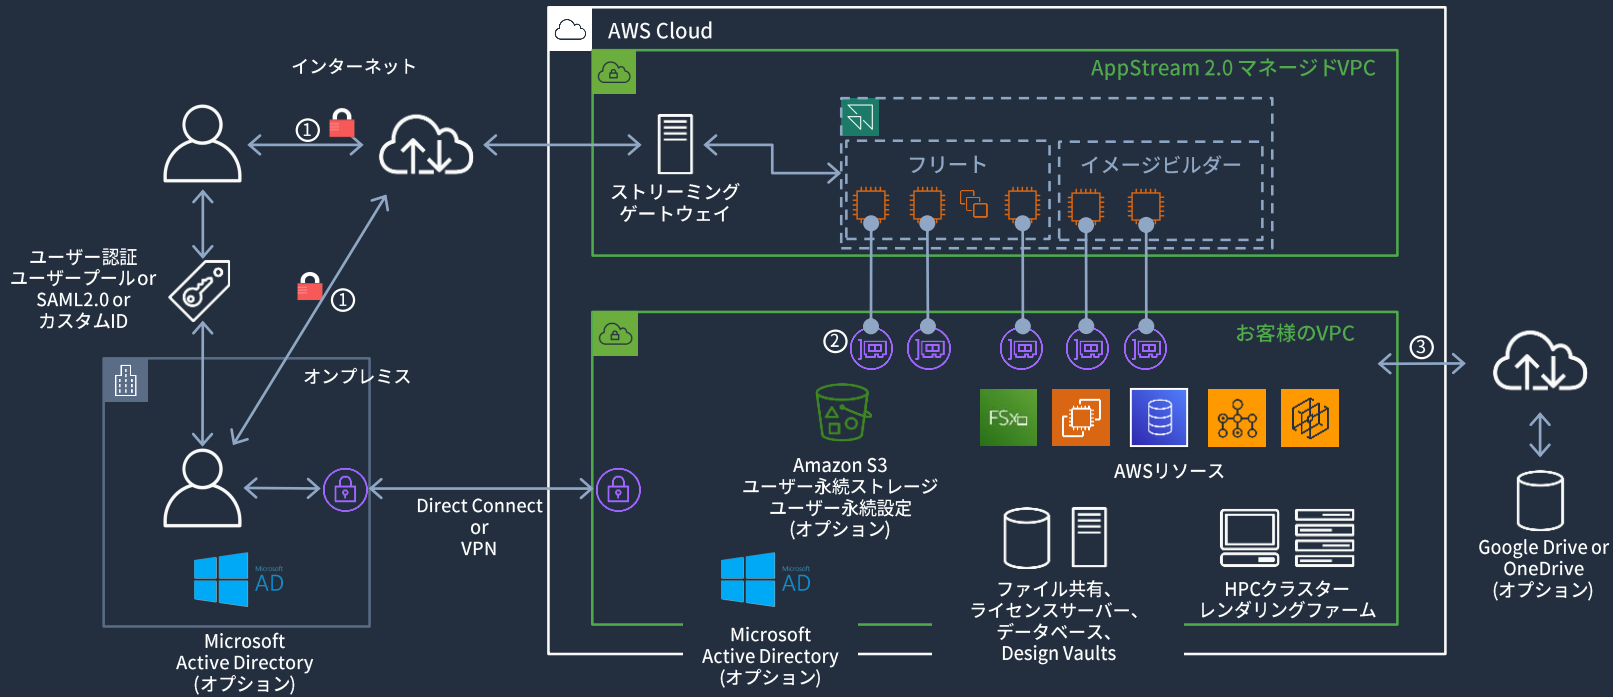 AWS Cloud
インターネット
AppStream 2.0 マネージドVPC
①
フリート
イメージビルダー
ストリーミング
ゲートウェイ
ユーザー認証
ユーザープール or
SAML2.0 or
カスタムID
①
オンプレミス
②
お客様のVPC
③
FSx
Amazon S3
ユーザー永続ストレージ
ユーザー永続設定
(オプション)
AWSリソース
Direct Connect
or
VPN
Microsoft
AD
Microsoft
AD
ファイル共有、
ライセンスサーバー、
データベース、
Design Vaults
HPCクラスター
レンダリングファーム
Google Drive or
OneDrive
(オプション)
Microsoft
Active Directory
(オプション)
Microsoft
Active Directory
(オプション)